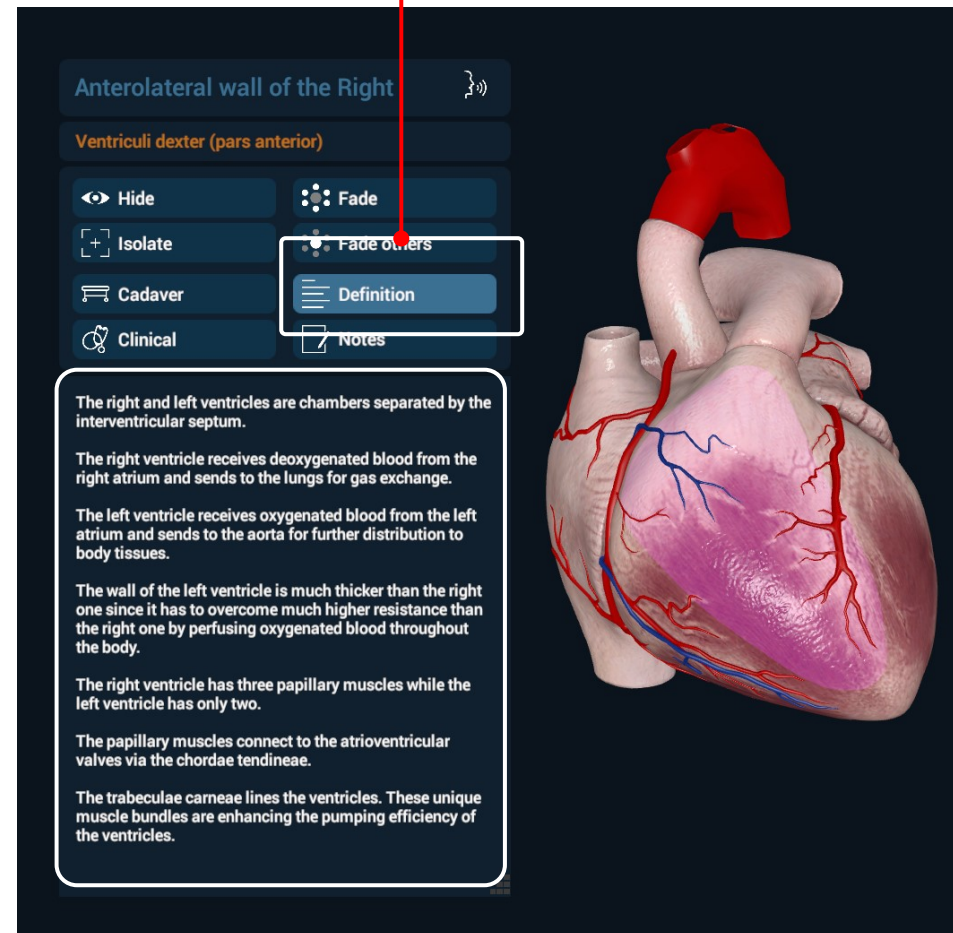 Anterolateral wall of the Right
Ventriculi dexter (pars anterior)
Hide
Fade
Isolate
Fade others
Cadaver
Definition
Clinical
Notes
The right and left ventricles are chambers separated by the
interventricular septum.
The right ventricle receives deoxygenated blood from the
right atrium and sends to the lungs for gas exchange.
The left ventricle receives oxygenated blood from the left
atrium and sends to the aorta for further distribution to
body tissues.
The wall of the left ventricle is much thicker than the right
one since it has to overcome much higher resistance than
the right one by perfusing oxygenated blood throughout
the body.
The right ventricle has three papillary muscles while the
left ventricle has only two.
The papillary muscles connect to the atrioventricular
valves via the chordae tendineae.
The trabeculae carneae lines the ventricles. These unique
muscle bundles are enhancing the pumping efficiency of
the ventricles.